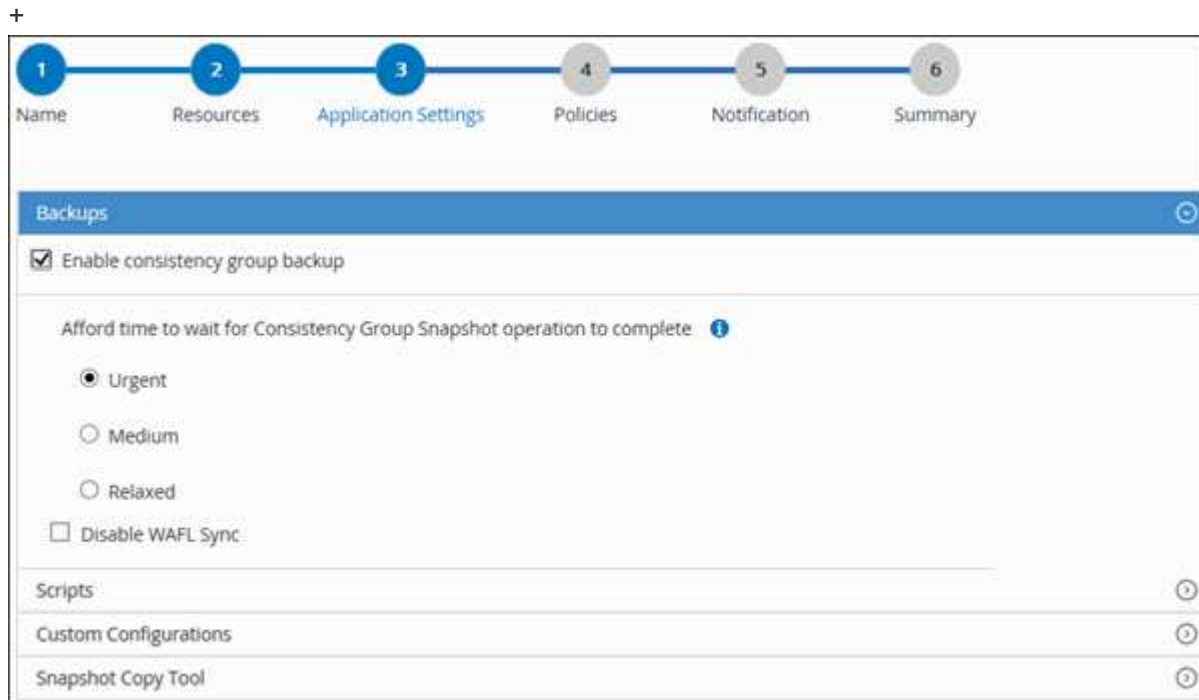 +
1 2 3 4 5 6
Name Resources Application Settings Policies Notification Summary
Backups
Enable consistency group backup
Afford time to wait for Consistency Group Snapshot operation to complete i
Urgent
Medium
Relaxed
Disable WAFL Sync
Scripts
Custom Configurations
Snapshot Copy Tool